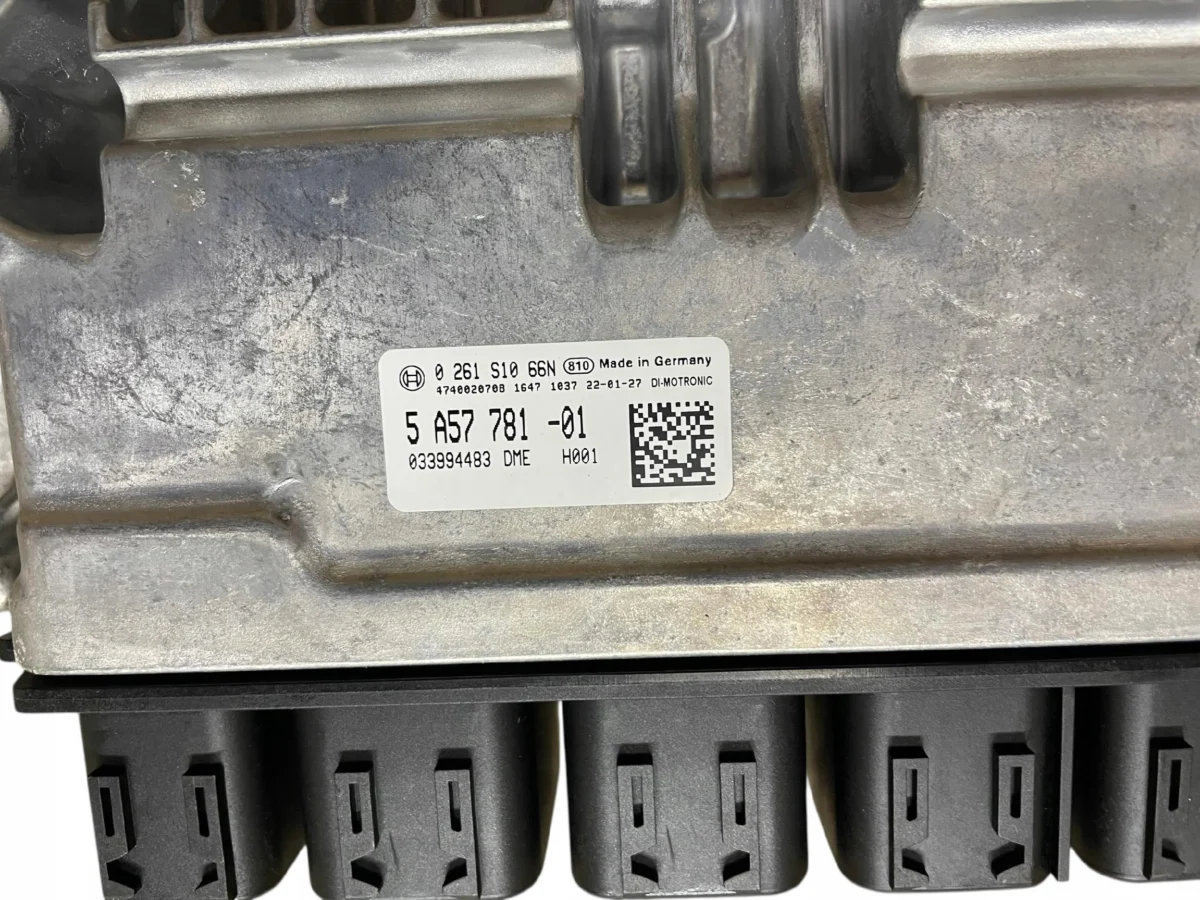 0 261 S10 66N 810 Made in Germany
4740020708 1647 1037 22-01-27 DI-MOTRONIC
5 A57 781 -01
033994483 DME H001